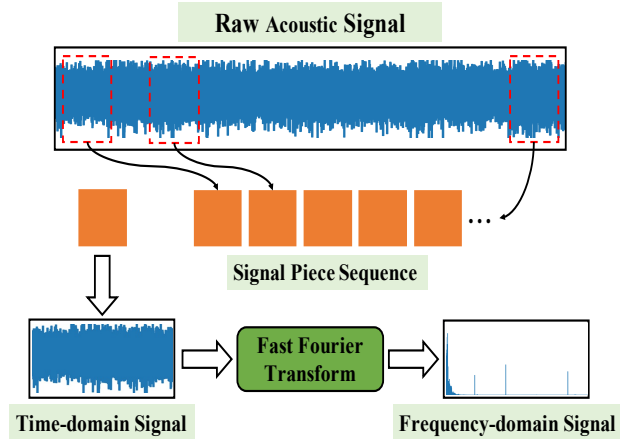 Raw Acoustic Signal
...
Signal Piece Sequence
Fast Fourier
Transform
Time-domain Signal
Frequency-domain Signal